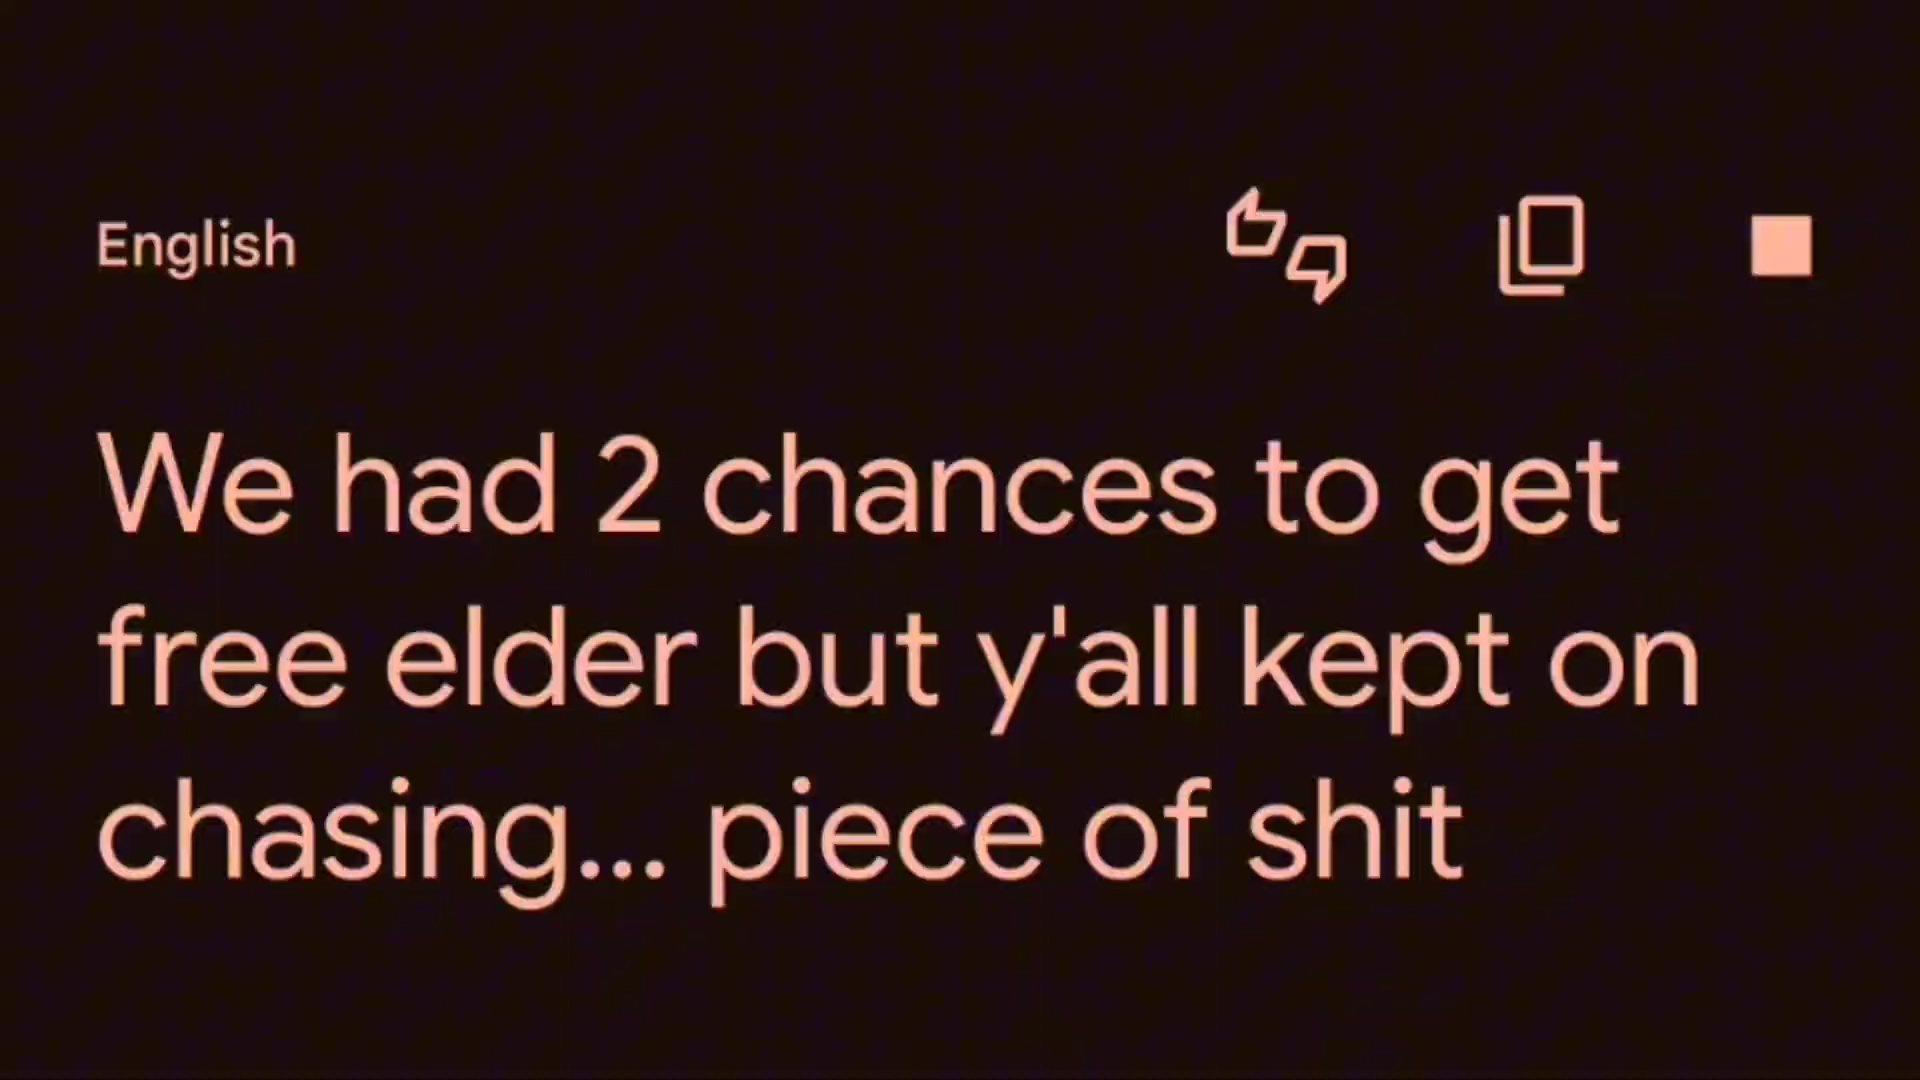 English
We had 2 chances to get
free elder but y'all kept on
chasing... piece of shit